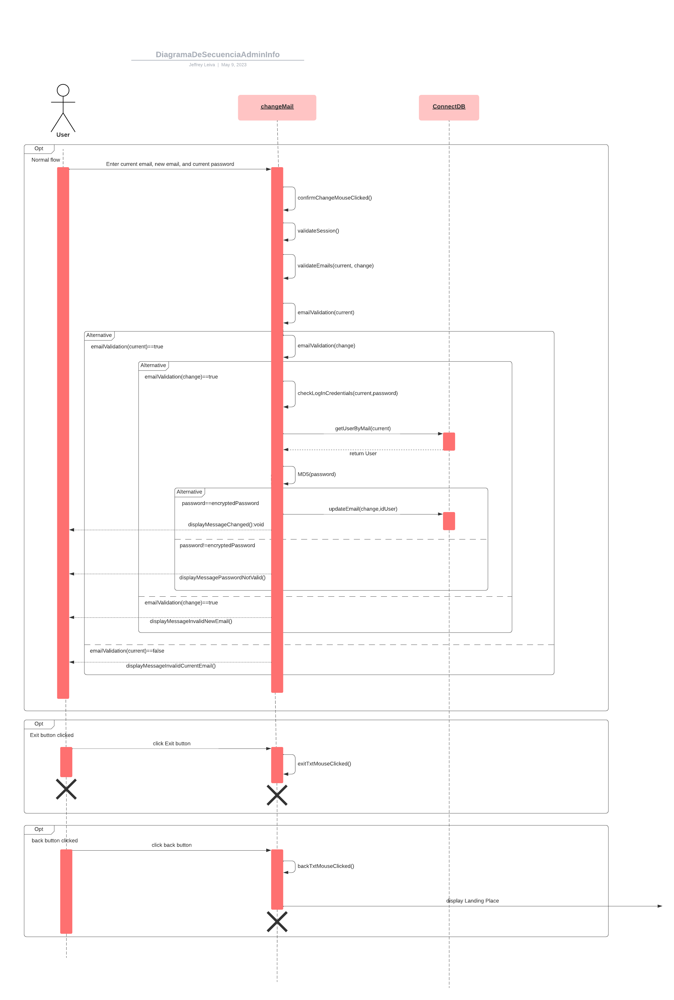 DiagramaDeSecuenciaAdminInfo
Jeffrey Leiva | May 9, 2023
User
changeMail
ConnectDB
Opt
Normal flow
Enter current email, new email, and current password
confirmChangeMouseClicked()
validateSession()
validateEmails(current, change)
emailValidation(current)
Alternative
emailValidation(current)==true
emailValidation(change)
Alternative
emailValidation(change)==true
checkLogInCredentials(current,password)
getUserByMail(current)
return User
MD5(password)
Alternative
password==encryptedPassword
updateEmail(change,idUser)
displayMessageChanged():void
password!=encryptedPassword
displayMessagePasswordNotValid()
emailValidation(change)==true
displayMessageInvalidNewEmail()
emailValidation(current)==false
displayMessageInvalidCurrentEmail()
Opt
Exit button clicked
click Exit button
exitTxtMouseClicked()
Opt
back button clicked
click back button
backTxtMouseClicked()
display Landing Place